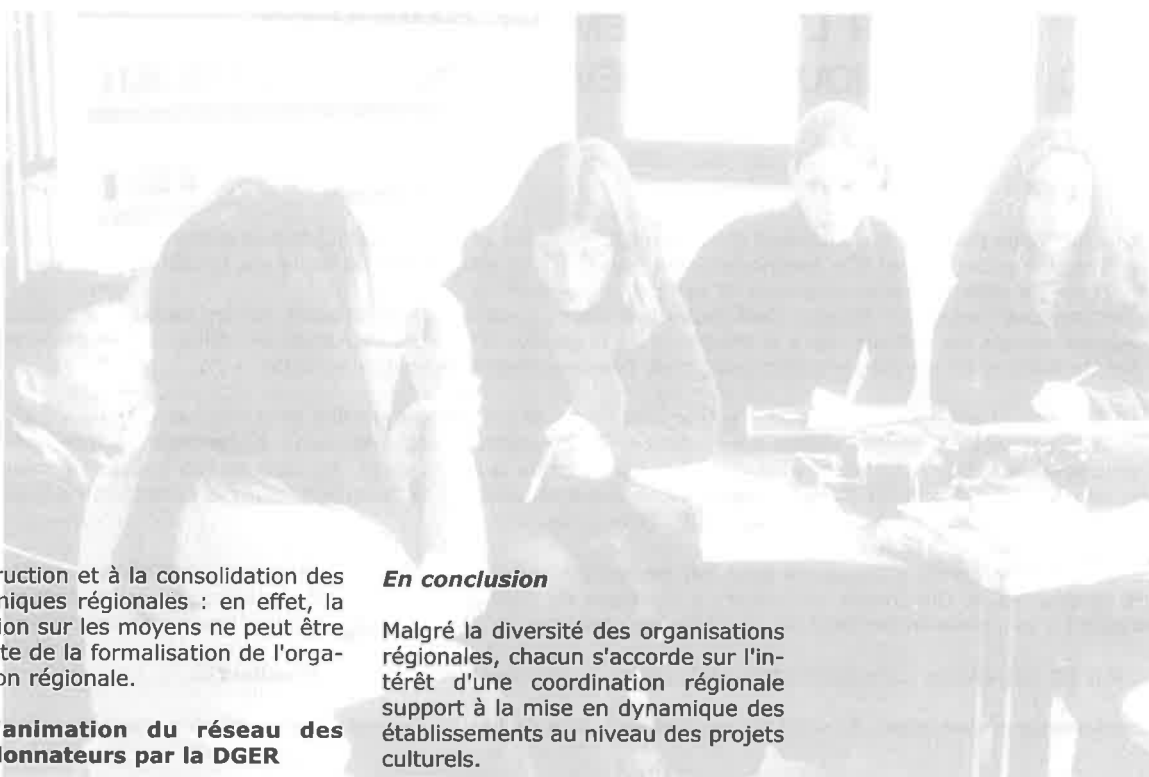 ruction et à la consolidation des
niques régionales : en effet, la
ion sur les moyens ne peut être
te de la formalisation de l'orga-
on régionale.
animation du réseau des
lonnateurs par la DGER
En conclusion
Malgré la diversité des organisations
régionales, chacun s'accorde sur l'in-
térêt d'une coordination régionale
support à la mise en dynamique des
établissements au niveau des projets
culturels.